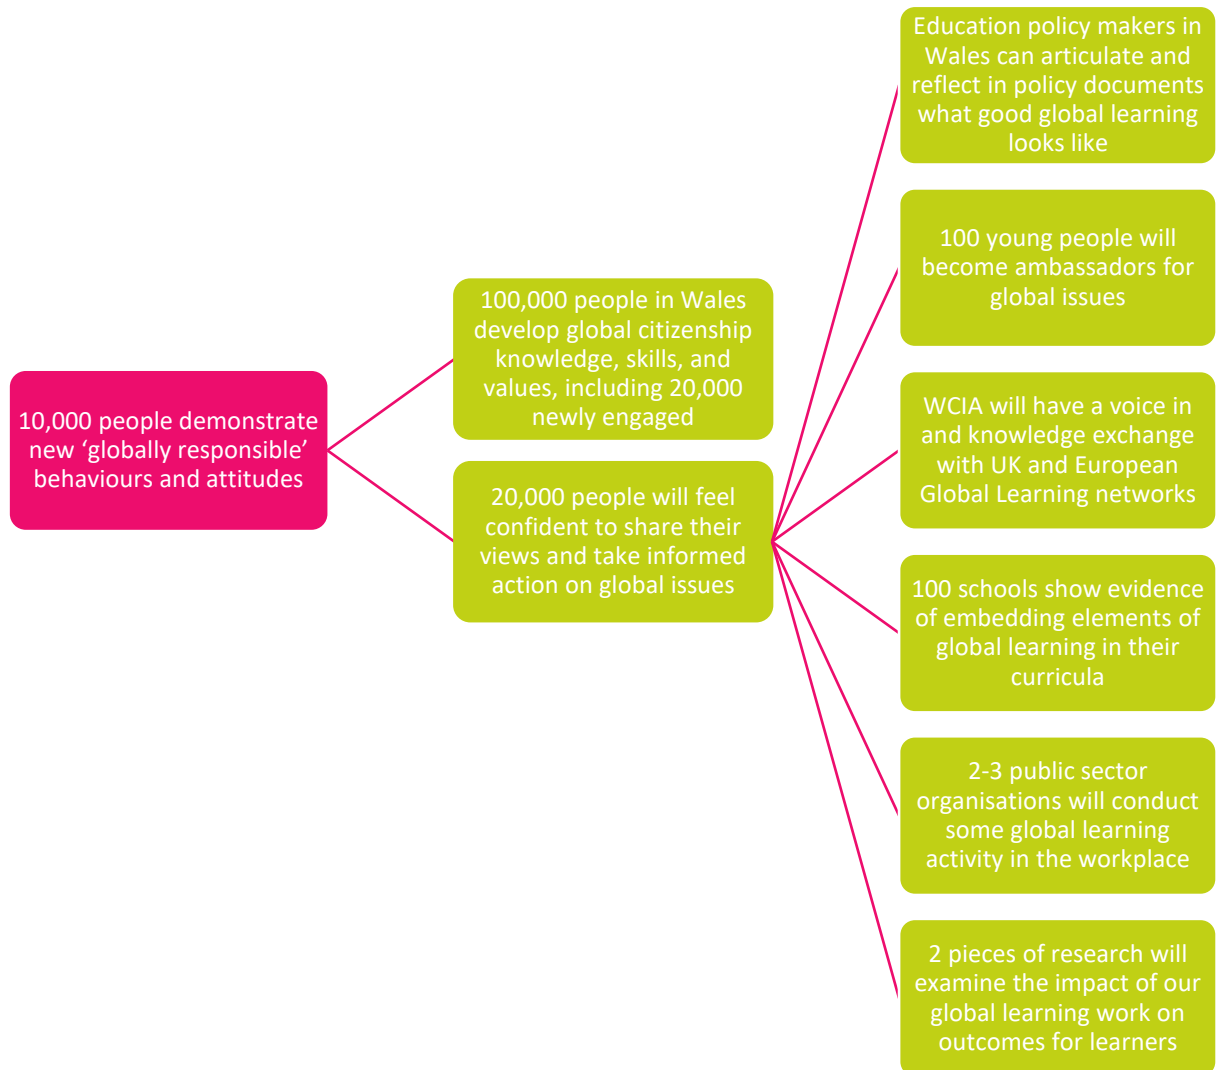 10,000 people demonstrate
new ‘globally responsible’
behaviours and attitudes
100,000 people in Wales
develop global citizenship
knowledge, skills, and
values, including 20,000
newly engaged
20,000 people will feel
confident to share their
views and take informed
action on global issues
Education policy makers in
Wales can articulate and
reflect in policy documents
what good global learning
looks like
100 young people will
become ambassadors for
global issues
WCIA will have a voice in
and knowledge exchange
with UK and European
Global Learning networks
100 schools show evidence
of embedding elements of
global learning in their
curricula
2-3 public sector
organisations will conduct
some global learning
activity in the workplace
2 pieces of research will
examine the impact of our
global learning work on
outcomes for learners